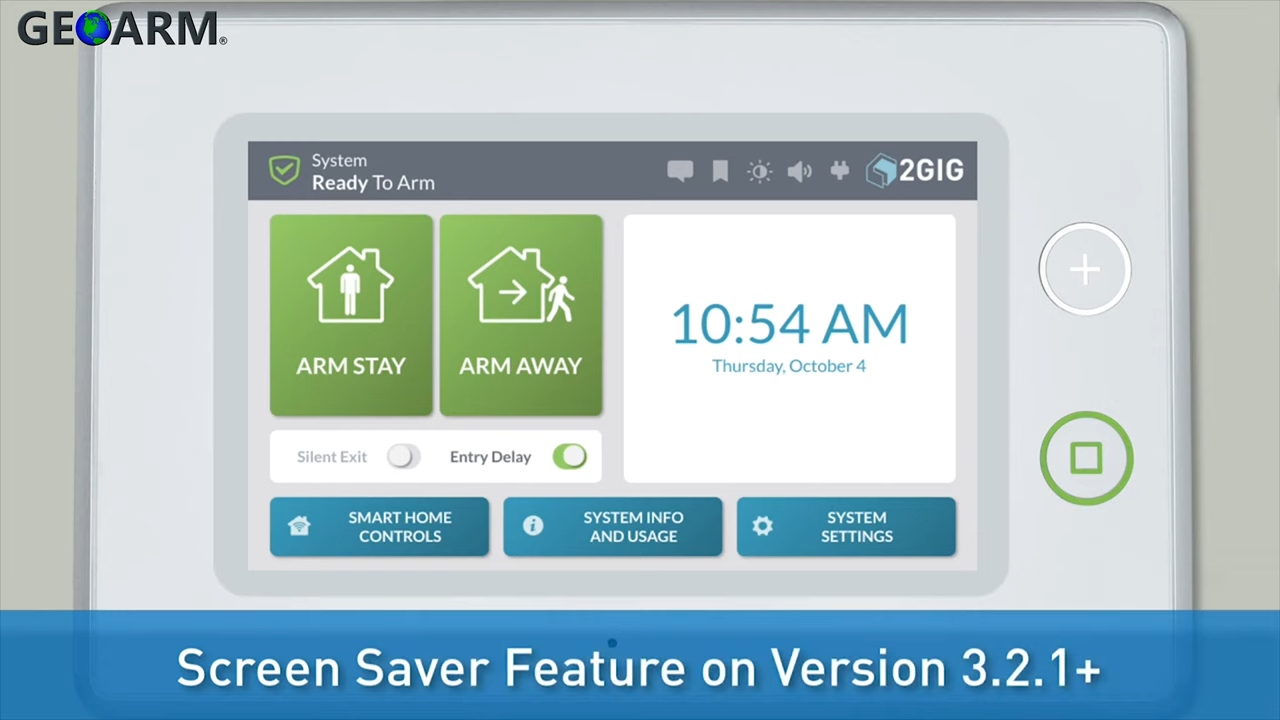 GEOARM®
System
Ready To Arm
2GIG
ARM STAY
ARM AWAY
10:54 AM
Thursday, October 4
Silent Exit
Entry Delay
SMART HOME
CONTROLS
SYSTEM INFO
AND USAGE
SYSTEM
SETTINGS
Screen Saver Feature on Version 3.2.1+